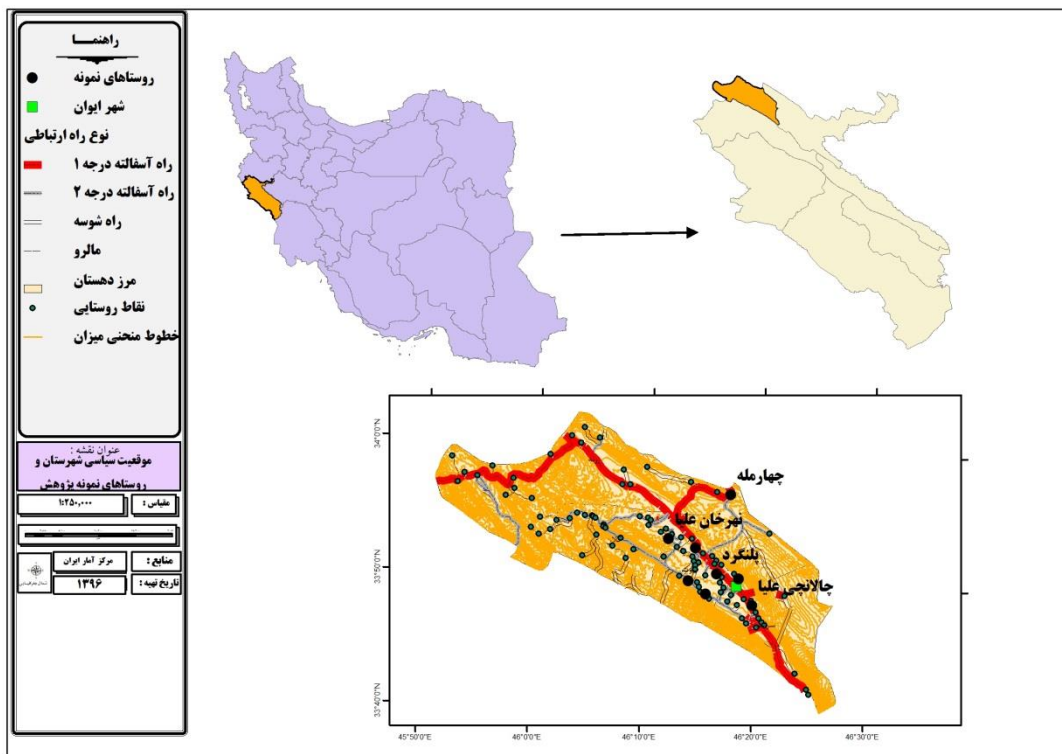 راهنمـــا
روستاهای نمونه
شهر ایوان
نوع راه ارتباطی
راه آسفالته درجه ۱
راه آسفالته درجه ۲
راه شوسه
مالرو
مرز دهستان
نقاط روستایی
خطوط منحنی میزان
عنوان نقشه :
موقعیت سیاسی شهرستان و
روستاهای نمونه پژوهش
مقیاس : ۱:۲۵۰,۰۰۰
منابع : مرکز آمار ایران
تاریخ تهیه : ۱۳۹۶
چهارمله
نهرخان علیا
پلنگرد
چالانچی علیا
34°0'0"N
33°50'0"N
33°40'0"N
45°50'0"E 46°0'0"E 46°10'0"E 46°20'0"E 46°30'0"E